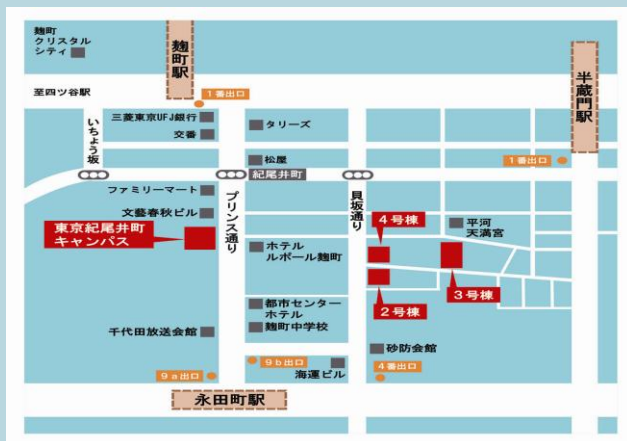 麹町
クリスタル
シティ
麹町駅
半蔵門駅
至四ツ谷駅
1番出口
いちょう坂
三菱東京UFJ銀行
交番
タリーズ
松屋
1番出口
紀尾井町
ファミリーマート
プリンス通り
貝坂通り
文藝春秋ビル
東京紀尾井町
キャンパス
4号棟
平河
天満宮
ホテル
ルポール麹町
3号棟
2号棟
都市センター
ホテル
麹町中学校
千代田放送会館
砂防会館
9b出口
海運ビル
9a出口
4番出口
永田町駅